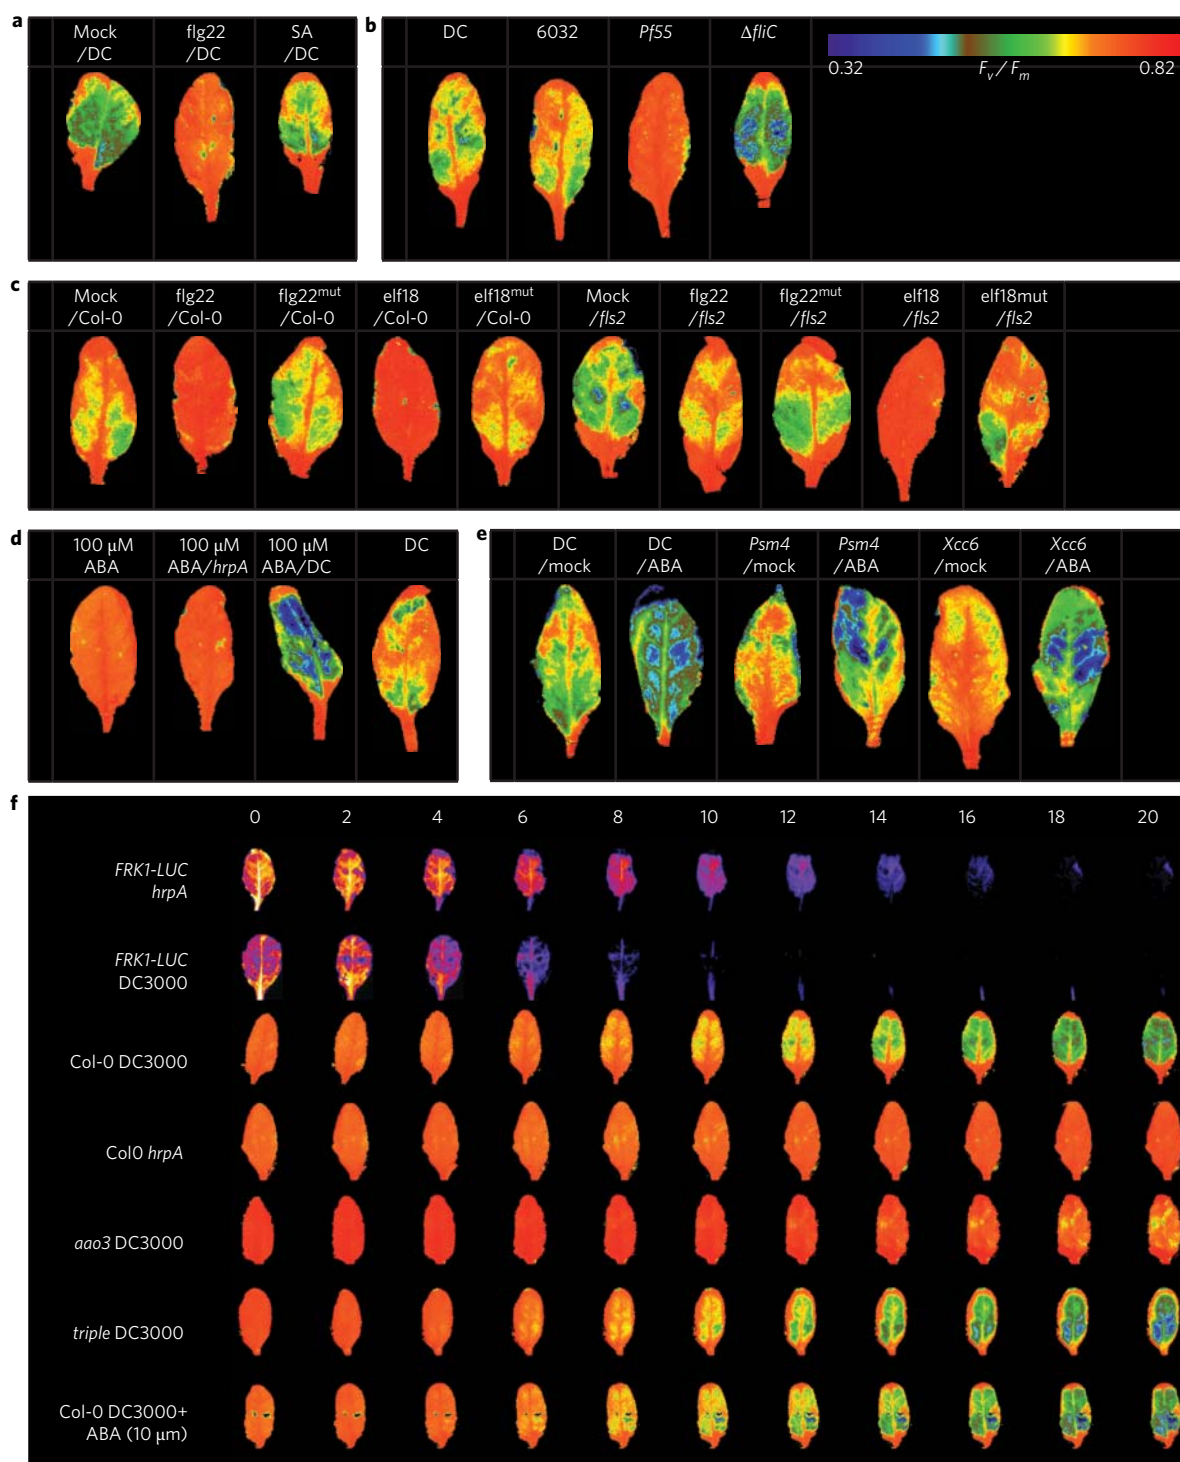 a
Mock
/DC
flg22
/DC
SA
/DC
b
DC
6032
Pf55
ΔfliC
0.32
Fv / Fm
0.82
c
Mock
/Col-0
flg22
/Col-0
flg22mut
/Col-0
elf18
/Col-0
elf18mut
/Col-0
Mock
/fls2
flg22
/fls2
flg22mut
/fls2
elf18
/fls2
elf18mut
/fls2
d
100 μM
ABA
100 μM
ABA/hrpA
100 μM
ABA/DC
DC
e
DC
/mock
DC
/ABA
Psm4
/mock
Psm4
/ABA
Xcc6
/mock
Xcc6
/ABA
f
0 2 4 6 8 10 12 14 16 18 20
FRK1-LUC
hrpA
FRK1-LUC
DC3000
Col-0 DC3000
Col0 hrpA
aao3 DC3000
triple DC3000
Col-0 DC3000+
ABA (10 μm)